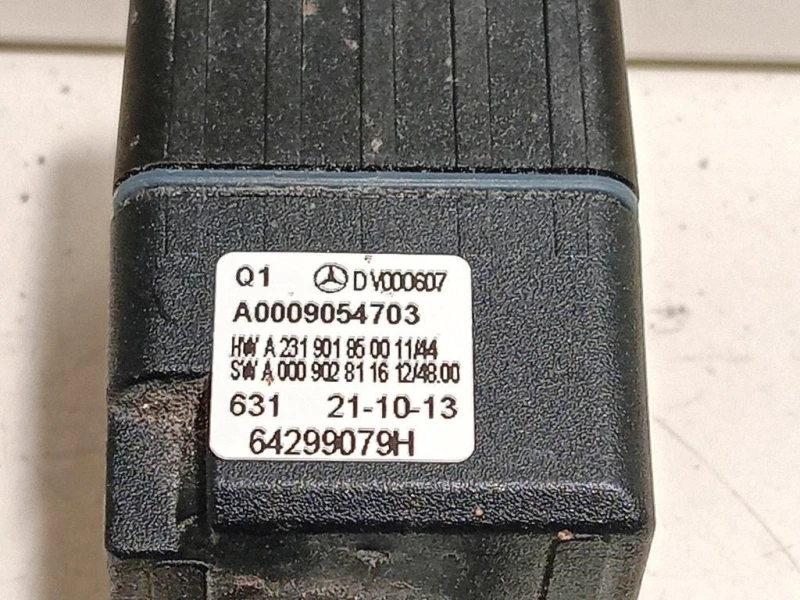 Q1 D V000607
A0009054703
HW A 231 901 85 00 11/44
SW A 000 902 81 16 12/48.00
631 21-10-13
64299079H